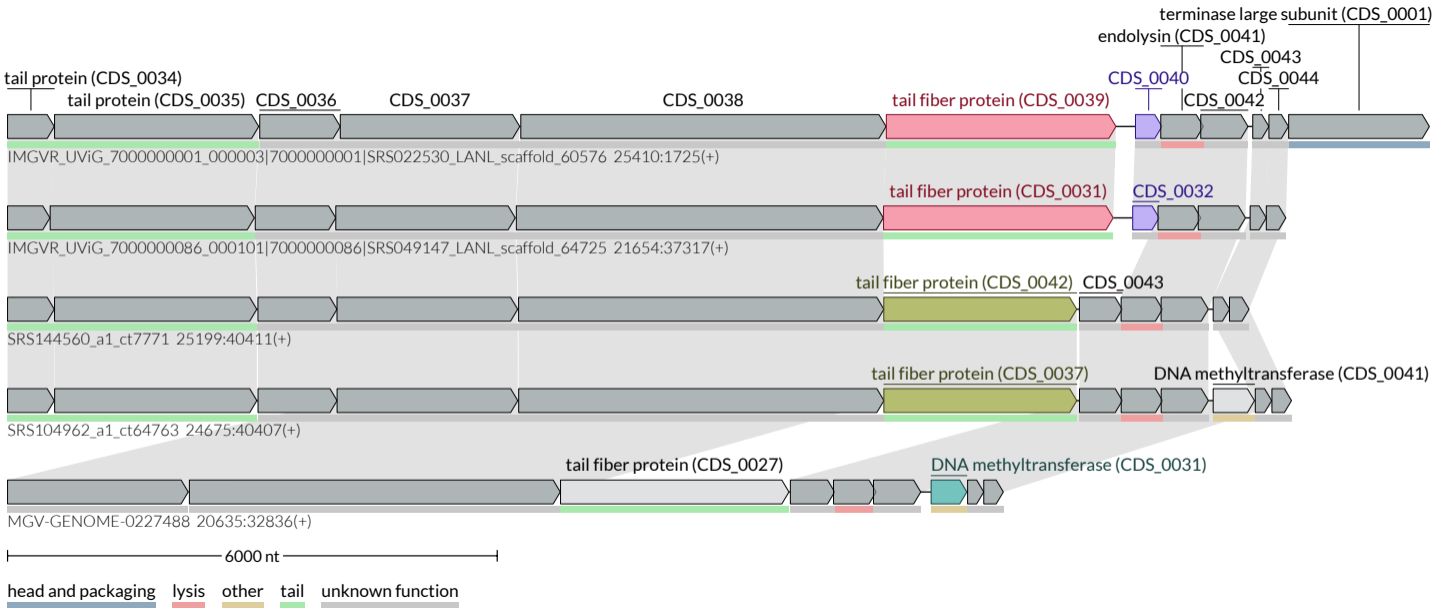 terminase large subunit (CDS_0001)
endolysin (CDS_0041)
CDS_0043
tail protein (CDS_0034) CDS_0040 CDS_0044
tail protein (CDS_0035) CDS_0036 CDS_0037 CDS_0038 tail fiber protein (CDS_0039) CDS_0042
IMGVR_UViG_7000000001_000003|7000000001|SRS022530_LANL_scaffold_60576 25410:1725(+)
tail fiber protein (CDS_0031) CDS_0032
IMGVR_UViG_7000000086_000101|7000000086|SRS049147_LANL_scaffold_64725 21654:37317(+)
tail fiber protein (CDS_0042) CDS_0043
SRS144560_a1_ct7771 25199:40411(+)
tail fiber protein (CDS_0037) DNA methyltransferase (CDS_0041)
SRS104962_a1_ct64763 24675:40407(+)
tail fiber protein (CDS_0027) DNA methyltransferase (CDS_0031)
MGV-GENOME-0227488 20635:32836(+)
6000 nt
head and packaging lysis other tail unknown function